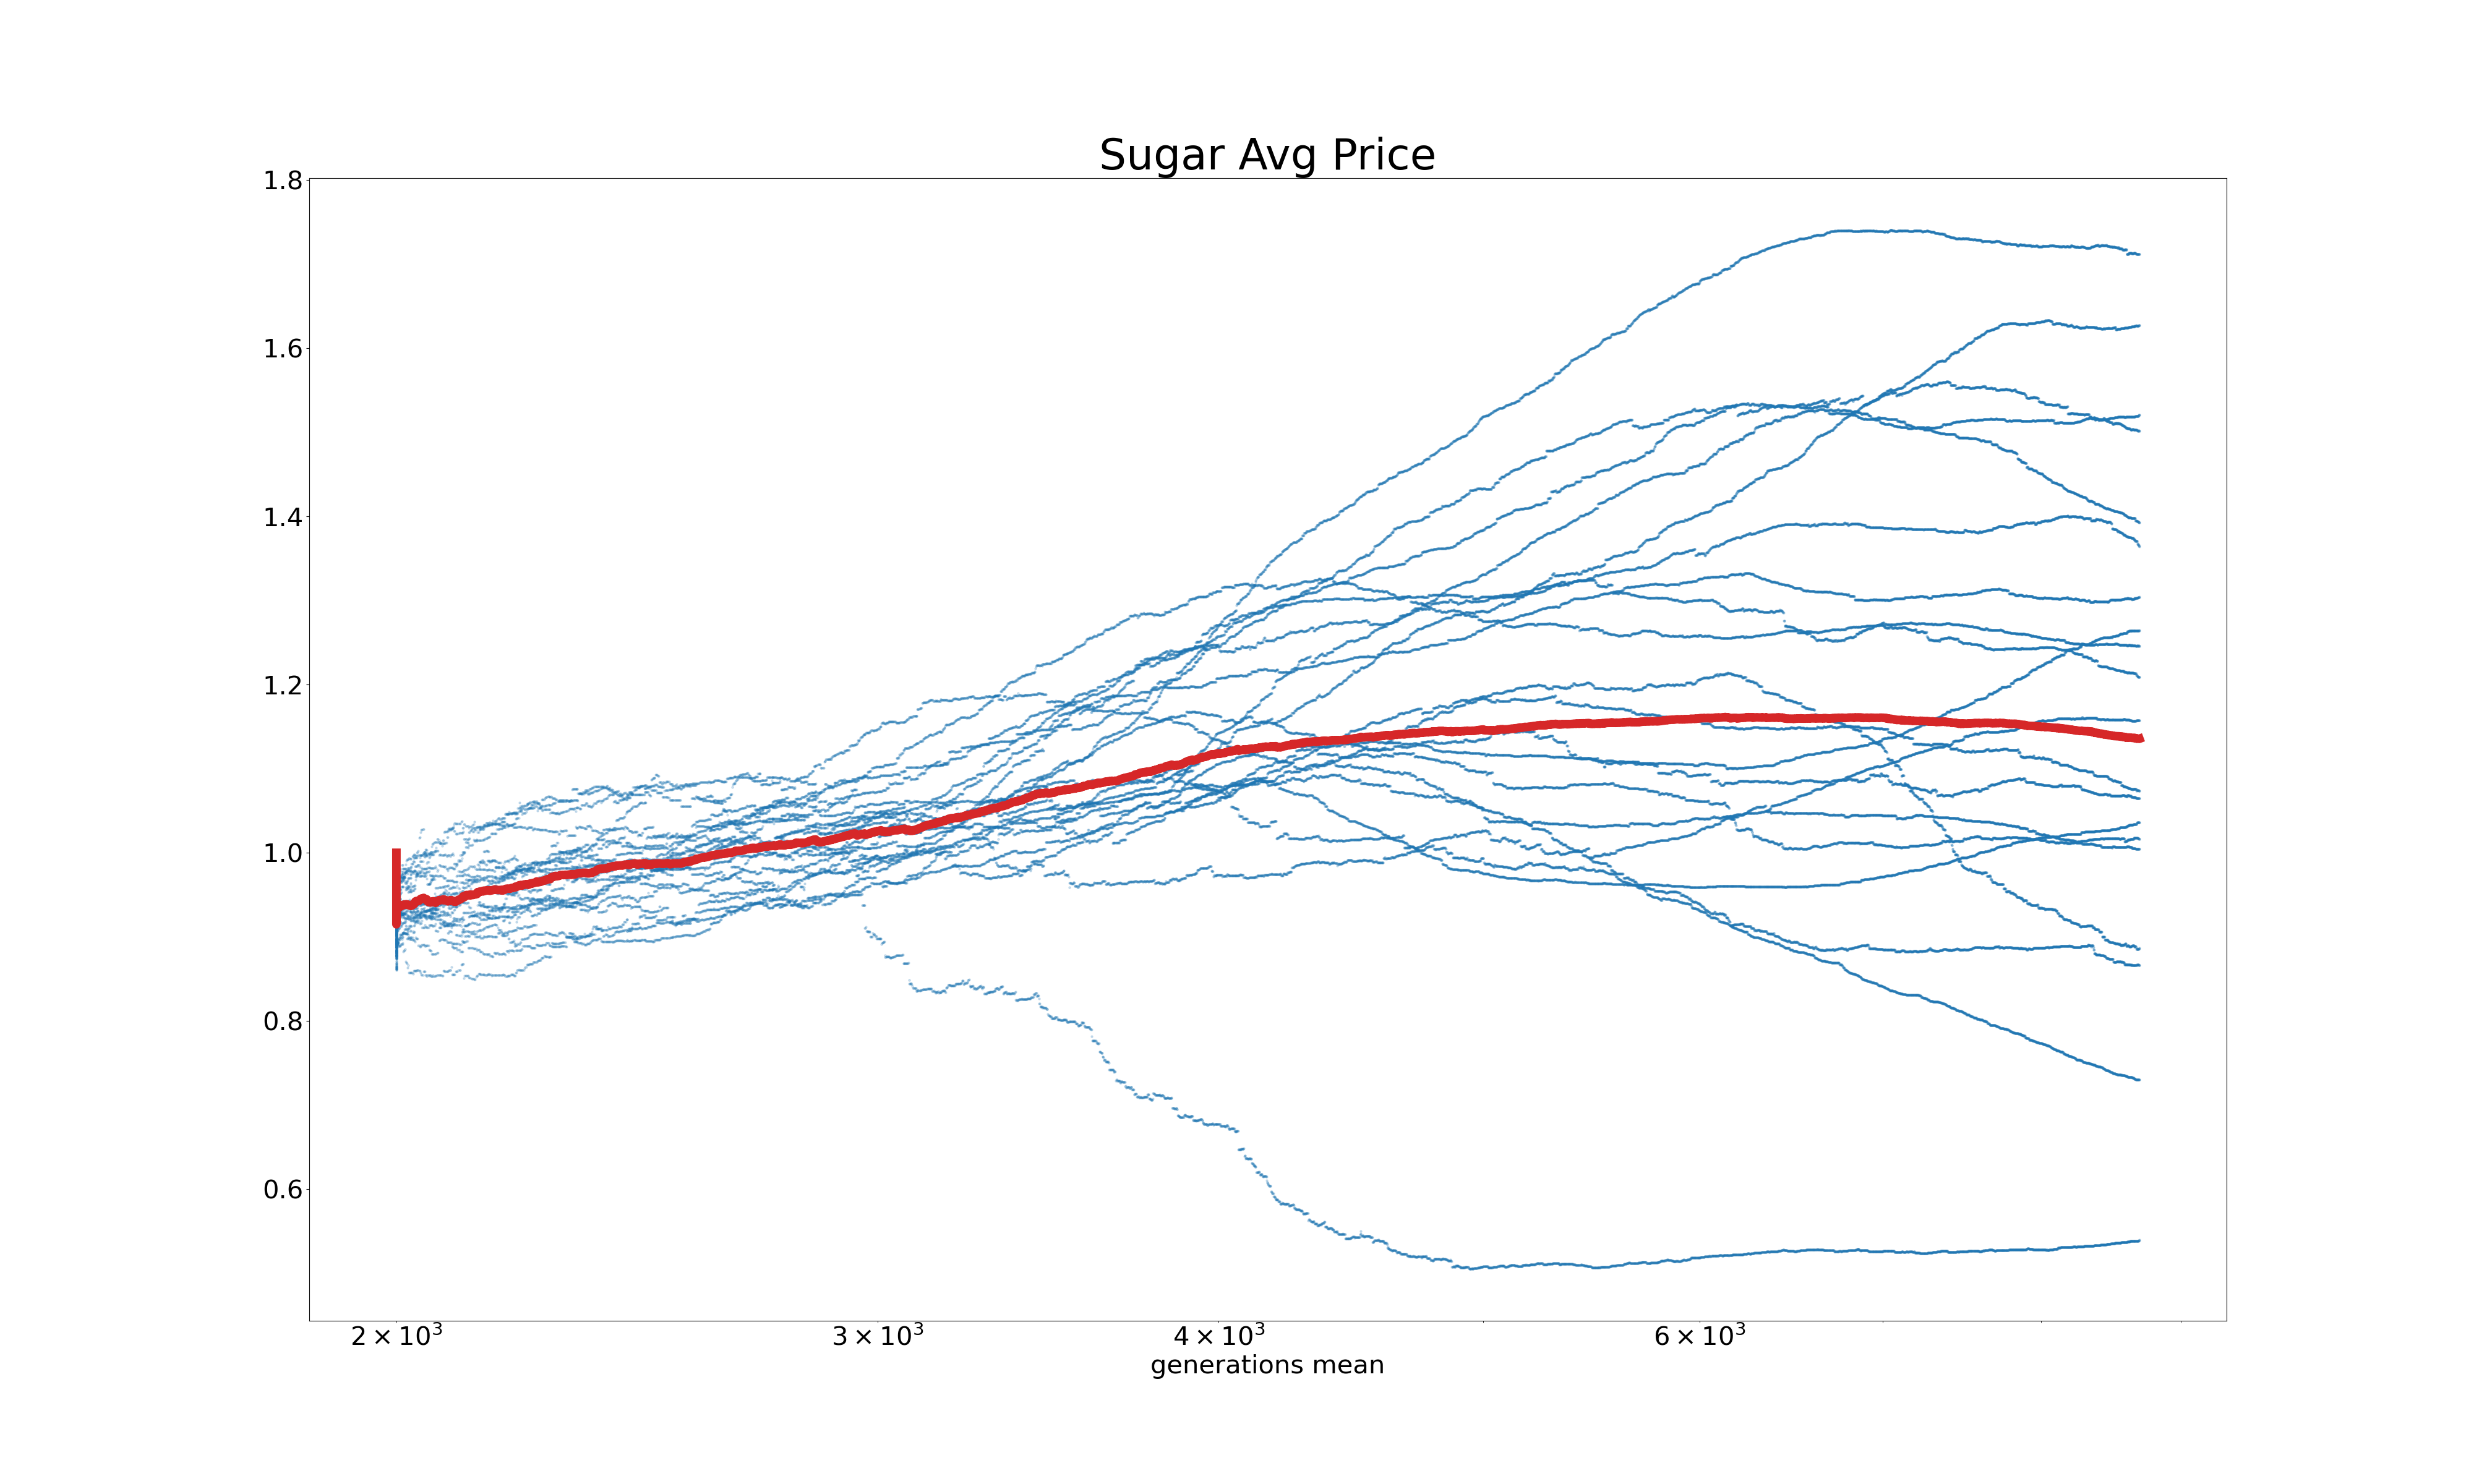 Sugar Avg Price
1.8
1.6
1.4
1.2
1.0
0.8
0.6
2 × 10³
3 × 10³
4 × 10³
6 × 10³
generations mean